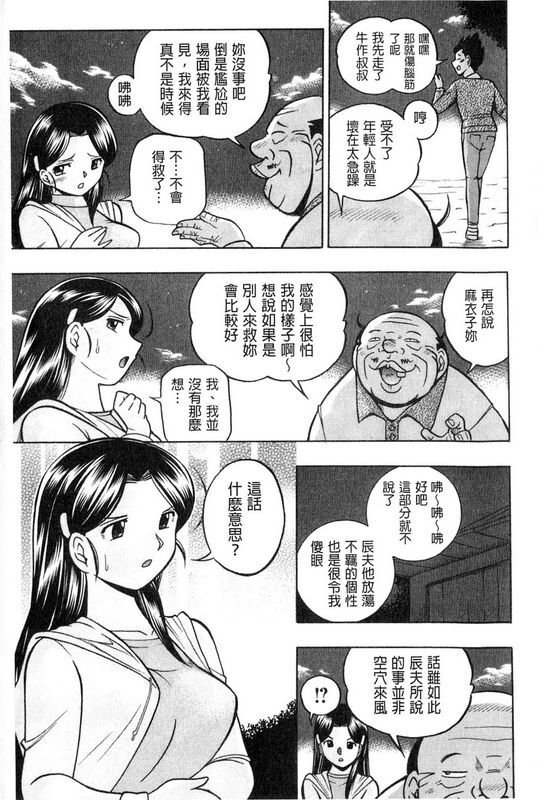 嘿嘿
那就傷腦筋
了呢
我先走了
牛作叔叔
哼
受不了
年輕人就是
壞在太急躁
妳沒事吧
倒是尷尬的
場面被我看
見，我來得
真不是時候
咈咈
不…不會
得救了…
再怎說
麻衣子妳
感覺上很怕
我的樣子啊～
想說如果是
別人來救妳
會比較好
我、我並
沒有那麼
想…
咈～咈～咈
好吧
這部分就不
說了
辰夫他放蕩
不羈的個性
也是很令我
傻眼
這話
什麼意思？
話雖如此
辰夫所說
的事並非
空穴來風
!?